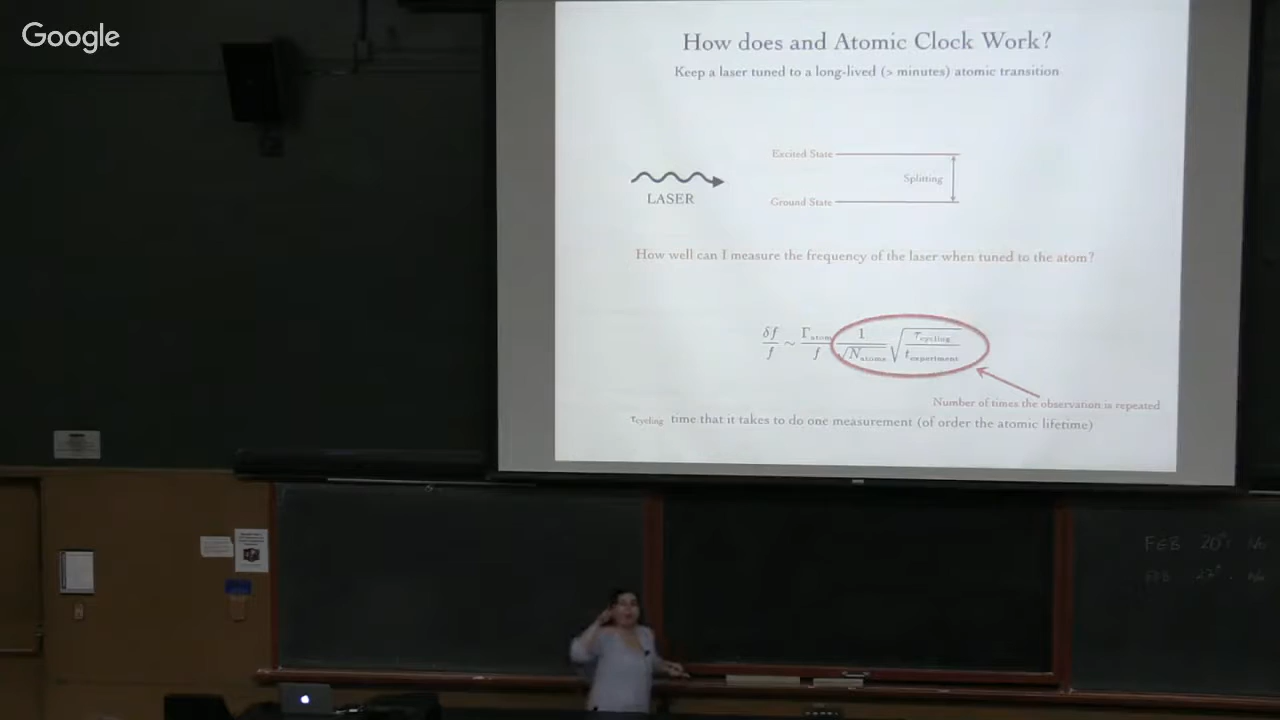 Google
How does and Atomic Clock Work?
Keep a laser tuned to a long-lived (> minutes) atomic transition
Excited State
Splitting
LASER
Ground State
How well can I measure the frequency of the laser when tuned to the atom?
δf/f ~ Γatom/f 1/√Natoms √τcycling/texperiment
Number of times the observation is repeated
τcycling time that it takes to do one measurement (of order the atomic lifetime)
FEB 20